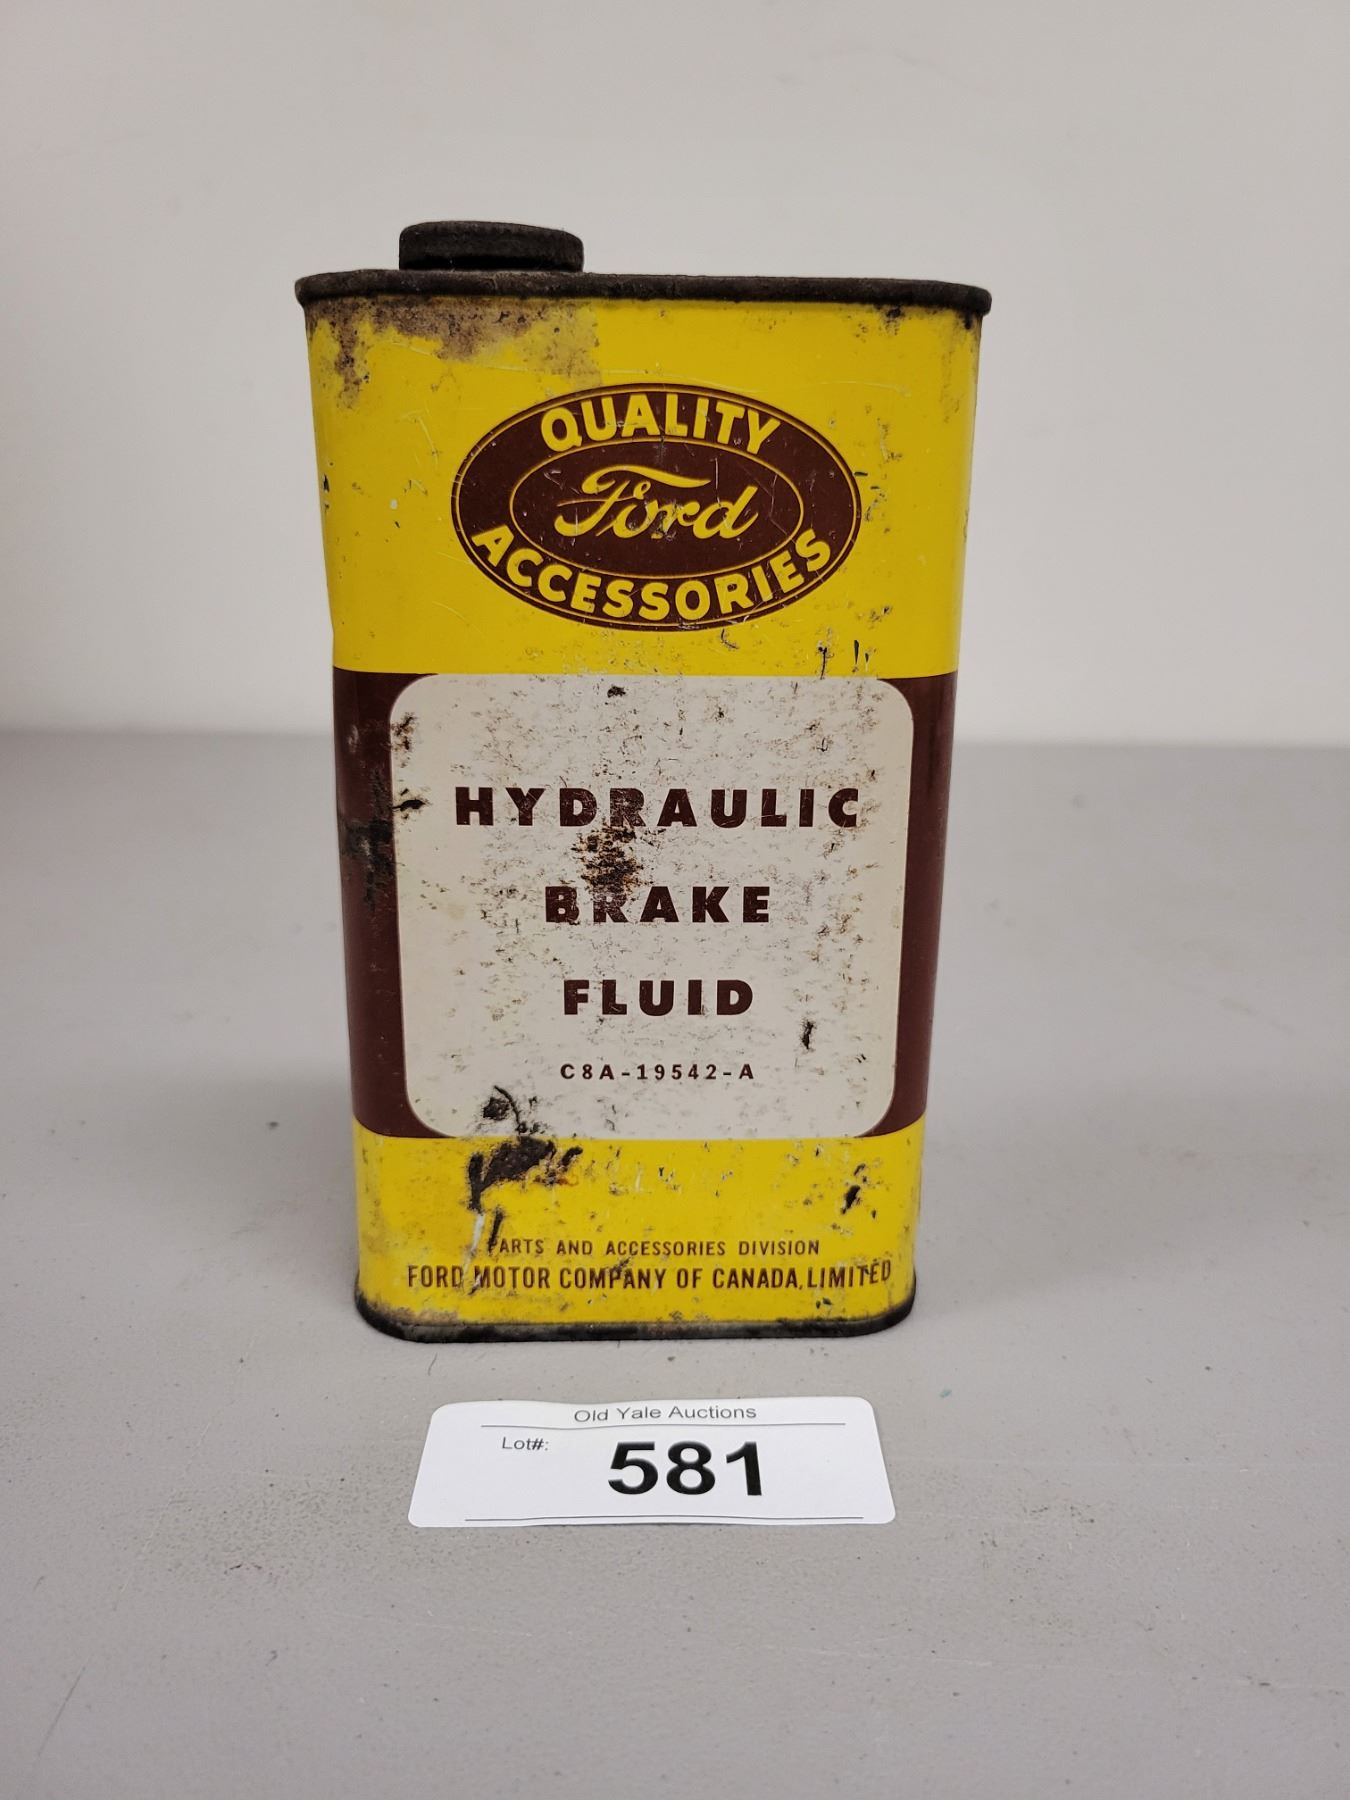 QUALITY
Ford
ACCESSORIES
HYDRAULIC
BRAKE
FLUID
C8A-19542-A
PARTS AND ACCESSORIES DIVISION
FORD MOTOR COMPANY OF CANADA, LIMITED
Old Yale Auctions
Lot#: 581